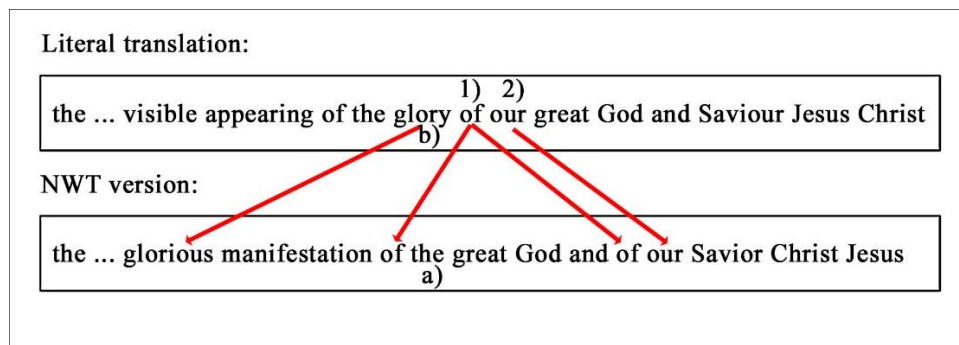 Literal translation:
1) 2)
the ... visible appearing of the glory of our great God and Saviour Jesus Christ
b)
NWT version:
the ... glorious manifestation of the great God and of our Savior Christ Jesus
a)